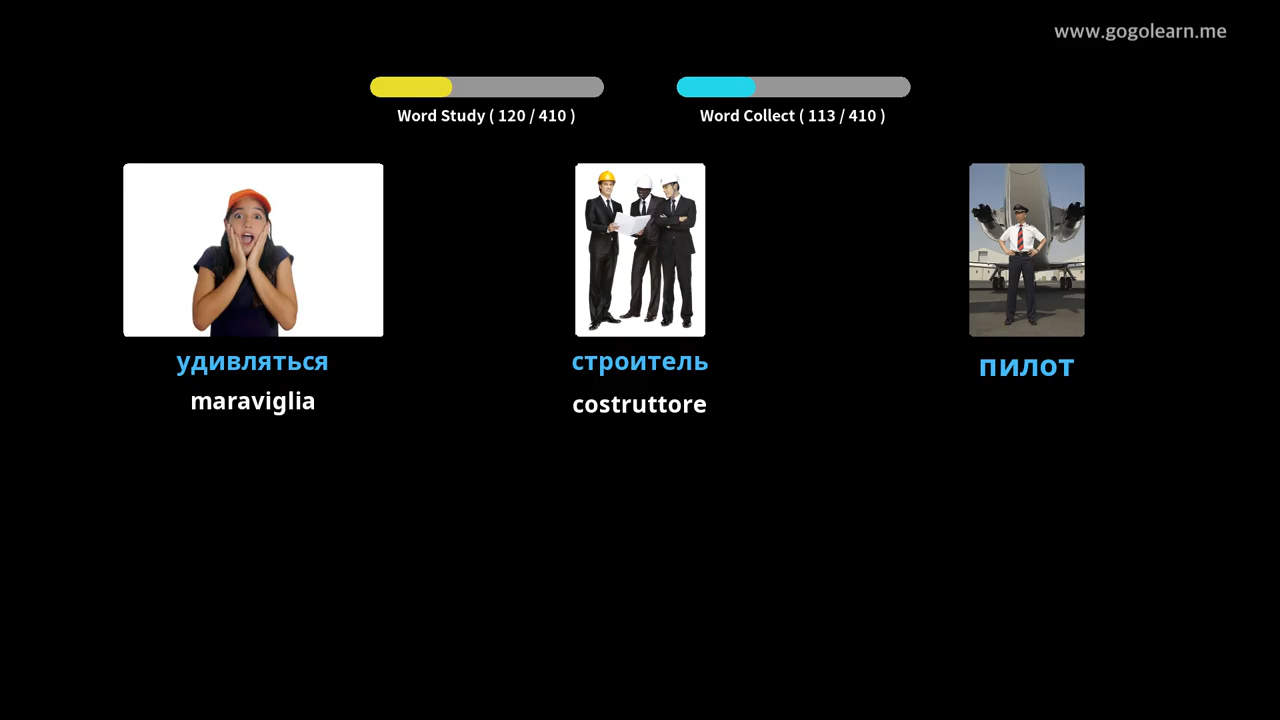 www.gogolearn.me
Word Study ( 120 / 410 )
Word Collect ( 113 / 410 )
удивляться
maraviglia
строитель
costruttore
пилот